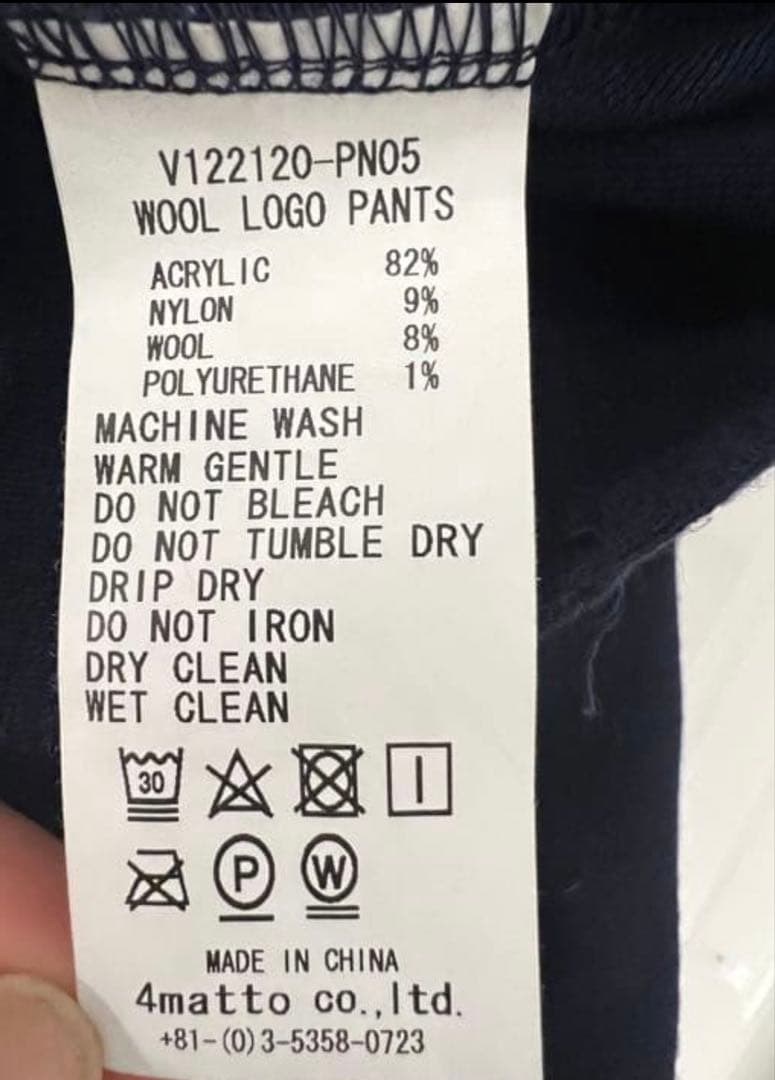 V122120-PN05
WOOL LOGO PANTS
ACRYLIC 82%
NYLON 9%
WOOL 8%
POLYURETHANE 1%
MACHINE WASH
WARM GENTLE
DO NOT BLEACH
DO NOT TUMBLE DRY
DRIP DRY
DO NOT IRON
DRY CLEAN
WET CLEAN
30
P W
MADE IN CHINA
4matto co.,ltd.
+81-(0)3-5358-0723